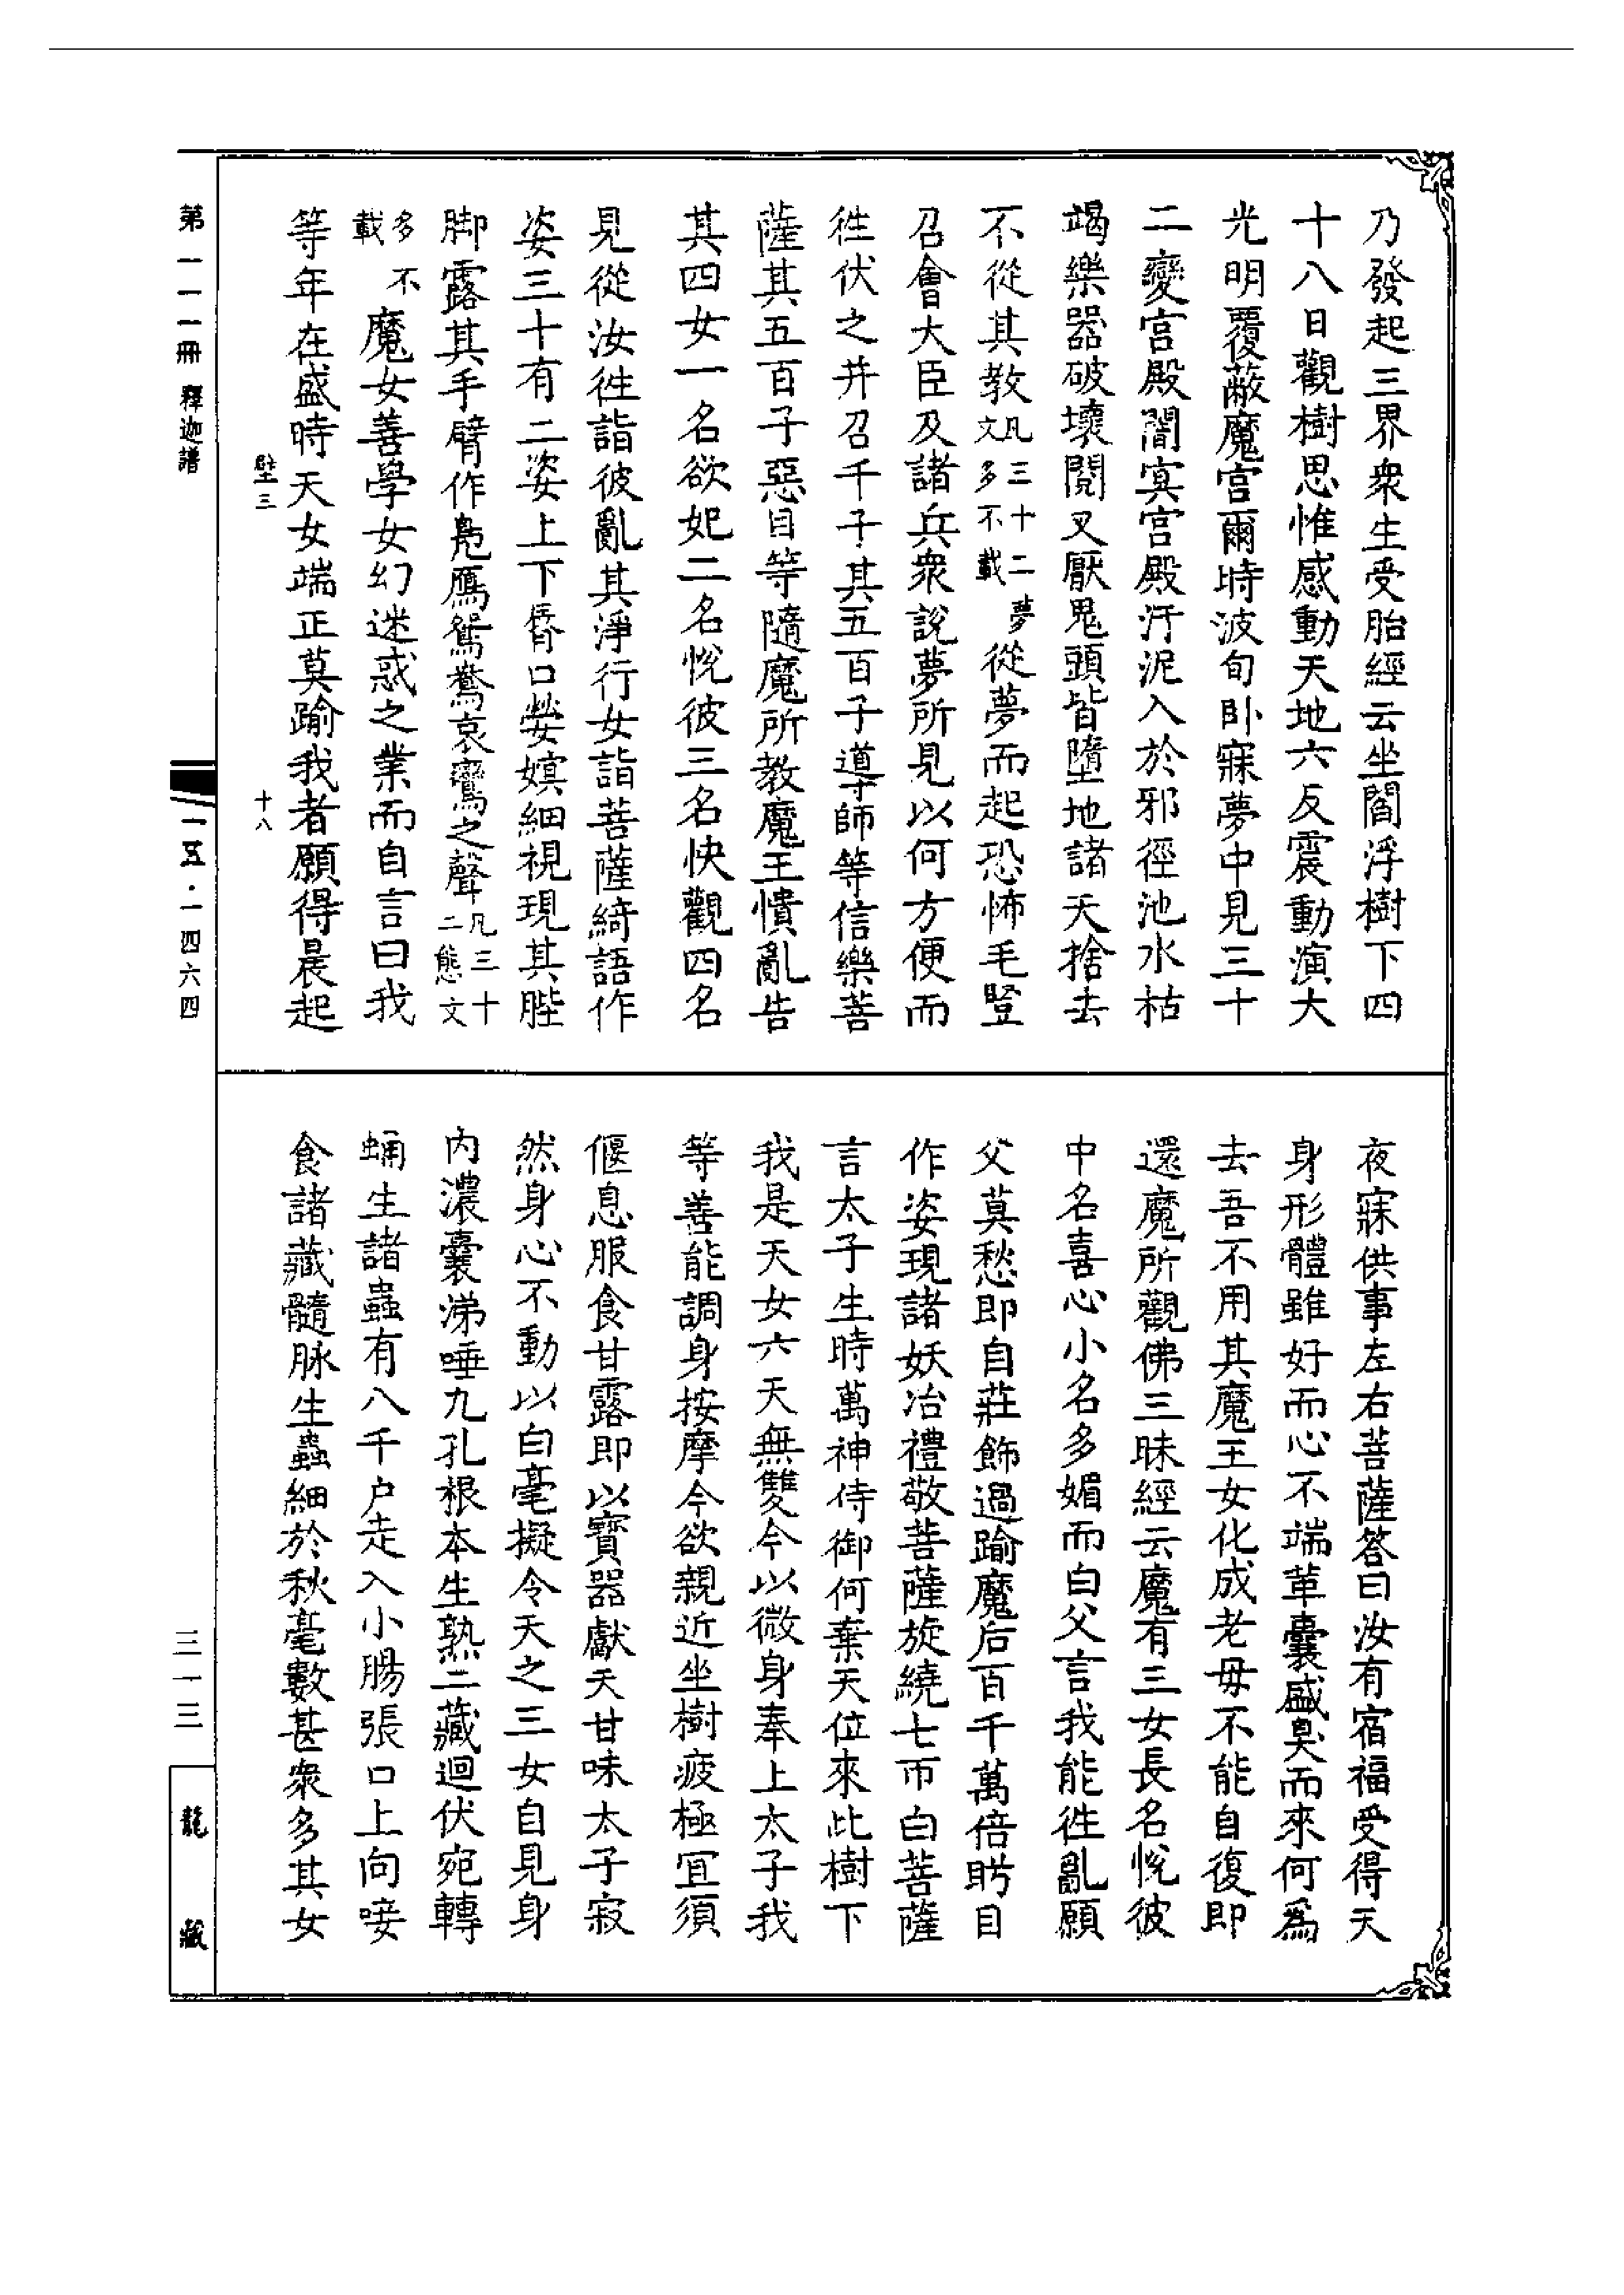 乃發起三界衆生受胎經云坐閻浮樹下四
十八日觀樹思惟感動天地六反震動演大
光明覆蔽魔宮爾時波旬卧寐夢中見三十
二變宮殿闇冥宮殿汙泥入於邪徑池水枯
竭樂器破壞閱叉厭鬼頭皆墮地諸天捨去
不從其教凡三十二夢文多不載從夢而起恐怖毛豎
召會大臣及諸兵衆說夢所見以何方便而
徃伏之并召千子其五百子導師等信樂菩
薩其五百子惡目等隨魔所教魔王憒亂告
其四女一名欲妃二名悅彼三名快觀四名
見從汝徃詣彼亂其淨行女詣菩薩綺語作
姿三十有二姿上下脣口嫈嫇細視現其䏶
脚露其手臂作鳧鴈鴛鴦哀鸞之聲凡三十二態文
多不載魔女善學女幻迷惑之業而自言曰我
等年在盛時天女端正莫踰我者願得晨起
夜寐供事左右菩薩答曰汝有宿福受得天
身形體雖好而心不端革囊盛臭而來何爲
去吾不用其魔王女化成老母不能自復即
還魔所觀佛三昧經云魔有三女長名悅彼
中名喜心小名多媚而白父言我能徃亂願
父莫愁即自莊飾過踰魔后百千萬倍眄目
作姿現諸妖冶禮敬菩薩旋繞七帀白菩薩
言太子生時萬神侍御何棄天位來此樹下
我是天女六天無雙今以微身奉上太子我
等善能調身按摩今欲親近坐樹疲極宜須
偃息服食甘露即以寶器獻天甘味太子寂
然身心不動以白毫擬令天之三女自見身
內濃囊涕唾九孔根本生熟二藏迴伏宛轉
蛹生諸蟲有八千户走入小腸張口上向唼
食諸藏髓脉生蟲細於秋毫數甚衆多其女
壁三
十八
第一一一冊 釋迦譜
一五·一四六四
三一三
龍藏